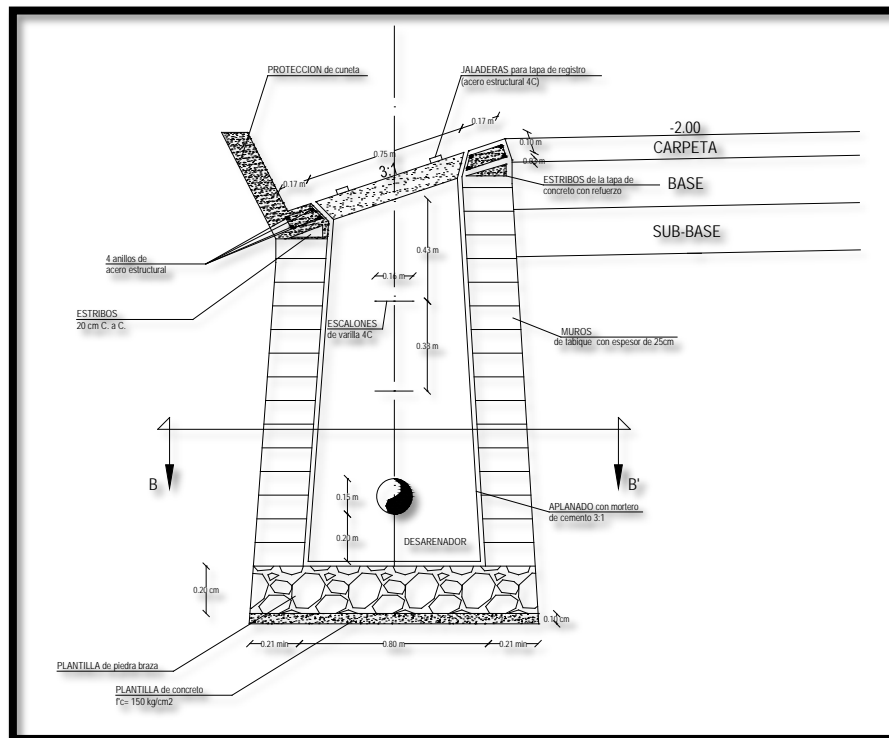 PROTECCION de cuneta
JALADERAS para tapa de registro
(acero estructural 4C)
0.17 m
0.75 m
3:1
0.17 m
-2.00
0.10 m
CARPETA
ESTRIBOS de la tapa de
concreto con refuerzo
BASE
SUB-BASE
4 anillos de
acero estructural
0.43 m
0.16 m
ESTRIBOS
20 cm C. a C.
ESCALONES
de varilla 4C
0.33 m
MUROS
de tabique con espesor de 25cm
B
B'
0.15 m
0.20 m
APLANADO con mortero
de cemento 3:1
DESARENADOR
0.20 cm
0.10 cm
0.21 min
0.80 m
0.21 min
PLANTILLA de piedra braza
PLANTILLA de concreto
f'c= 150 kg/cm2